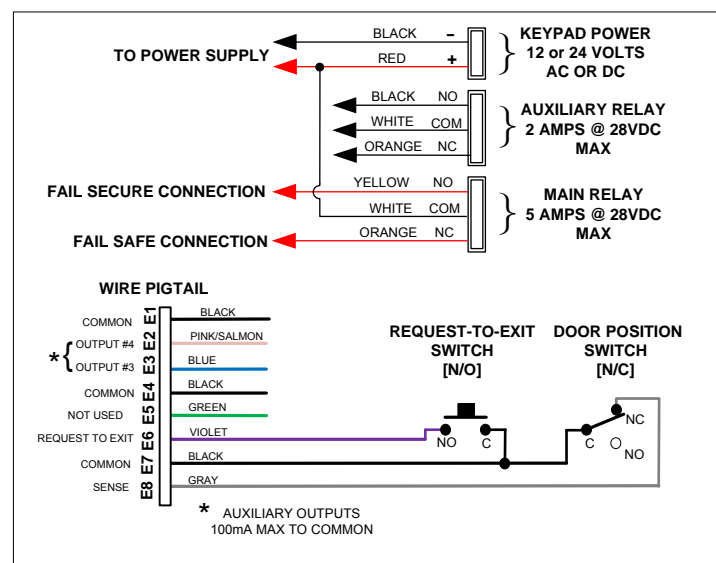 TO POWER SUPPLY
BLACK -
RED +
KEYPAD POWER
12 or 24 VOLTS
AC OR DC
BLACK NO
WHITE COM
ORANGE NC
AUXILIARY RELAY
2 AMPS @ 28VDC
MAX
FAIL SECURE CONNECTION
YELLOW NO
WHITE COM
FAIL SAFE CONNECTION
ORANGE NC
MAIN RELAY
5 AMPS @ 28VDC
MAX
WIRE PIGTAIL
COMMON E1 BLACK
* { OUTPUT #4 E2 PINK/SALMON
OUTPUT #3 E3 BLUE
COMMON E4 BLACK
NOT USED E5 GREEN
REQUEST TO EXIT E6 VIOLET
COMMON E7 BLACK
SENSE E8 GRAY
REQUEST-TO-EXIT
SWITCH
[N/O]
NO C
DOOR POSITION
SWITCH
[N/C]
NC
C
NO
* AUXILIARY OUTPUTS
100mA MAX TO COMMON